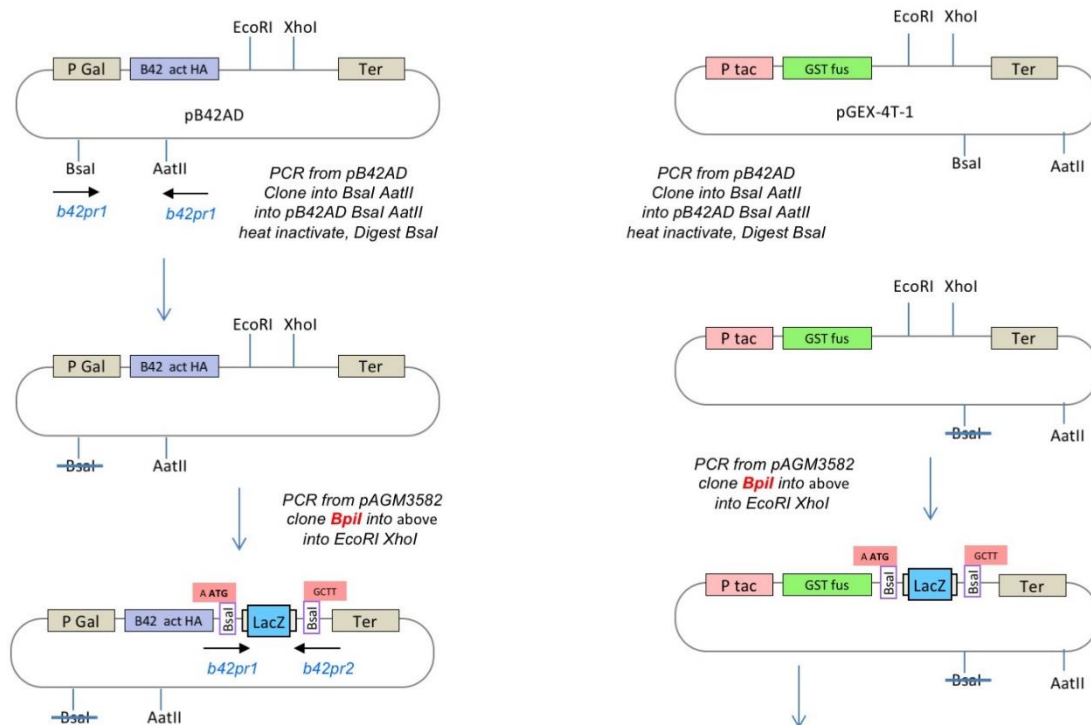 EcoRI XhoI
P Gal B42 act HA Ter
pB42AD
BsaI AatII
b42pr1 b42pr1
PCR from pB42AD
Clone into BsaI AatII
into pB42AD BsaI AatII
heat inactivate, Digest BsaI
EcoRI XhoI
P Gal B42 act HA Ter
BsaI AatII
PCR from pAGM3582
clone BpiI into above
into EcoRI XhoI
A ATG GCTT
P Gal B42 act HA BsaI LacZ BsaI Ter
b42pr1 b42pr2
BsaI AatII
EcoRI XhoI
P tac GST fus Ter
pGEX-4T-1
BsaI AatII
PCR from pB42AD
Clone into BsaI AatII
into pB42AD BsaI AatII
heat inactivate, Digest BsaI
EcoRI XhoI
P tac GST fus Ter
BsaI AatII
PCR from pAGM3582
clone BpiI into above
into EcoRI XhoI
A ATG GCTT
P tac GST fus BsaI LacZ BsaI Ter
BsaI AatII